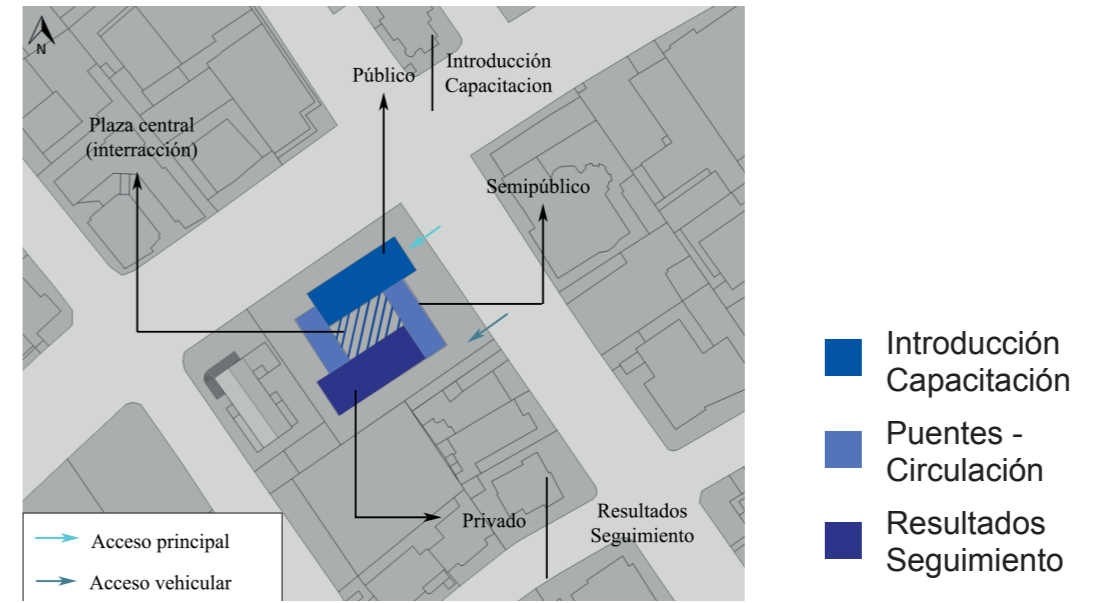 N
Público
Introducción
Capacitacion
Plaza central
(interracción)
Semipúblico
Privado
Resultados
Seguimiento
Acceso principal
Acceso vehicular
Introducción
Capacitación
Puentes -
Circulación
Resultados
Seguimiento